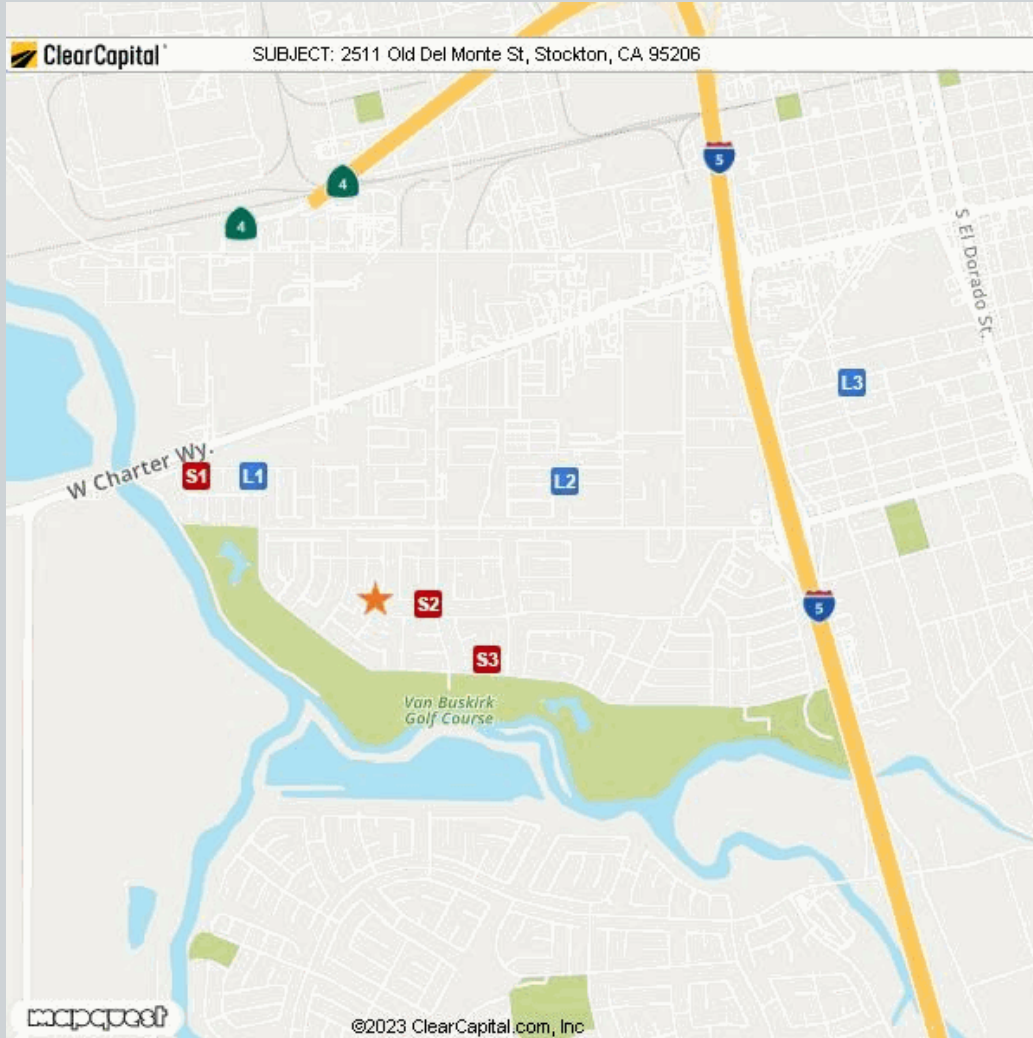 ClearCapital
SUBJECT: 2511 Old Del Monte St, Stockton, CA 95206
5
4
4
S El Dorado St.
L3
W Charter Wy.
S1
L1
L2
S2
5
S3
Van Buskirk
Golf Course
mapquest
©2023 ClearCapital.com, Inc